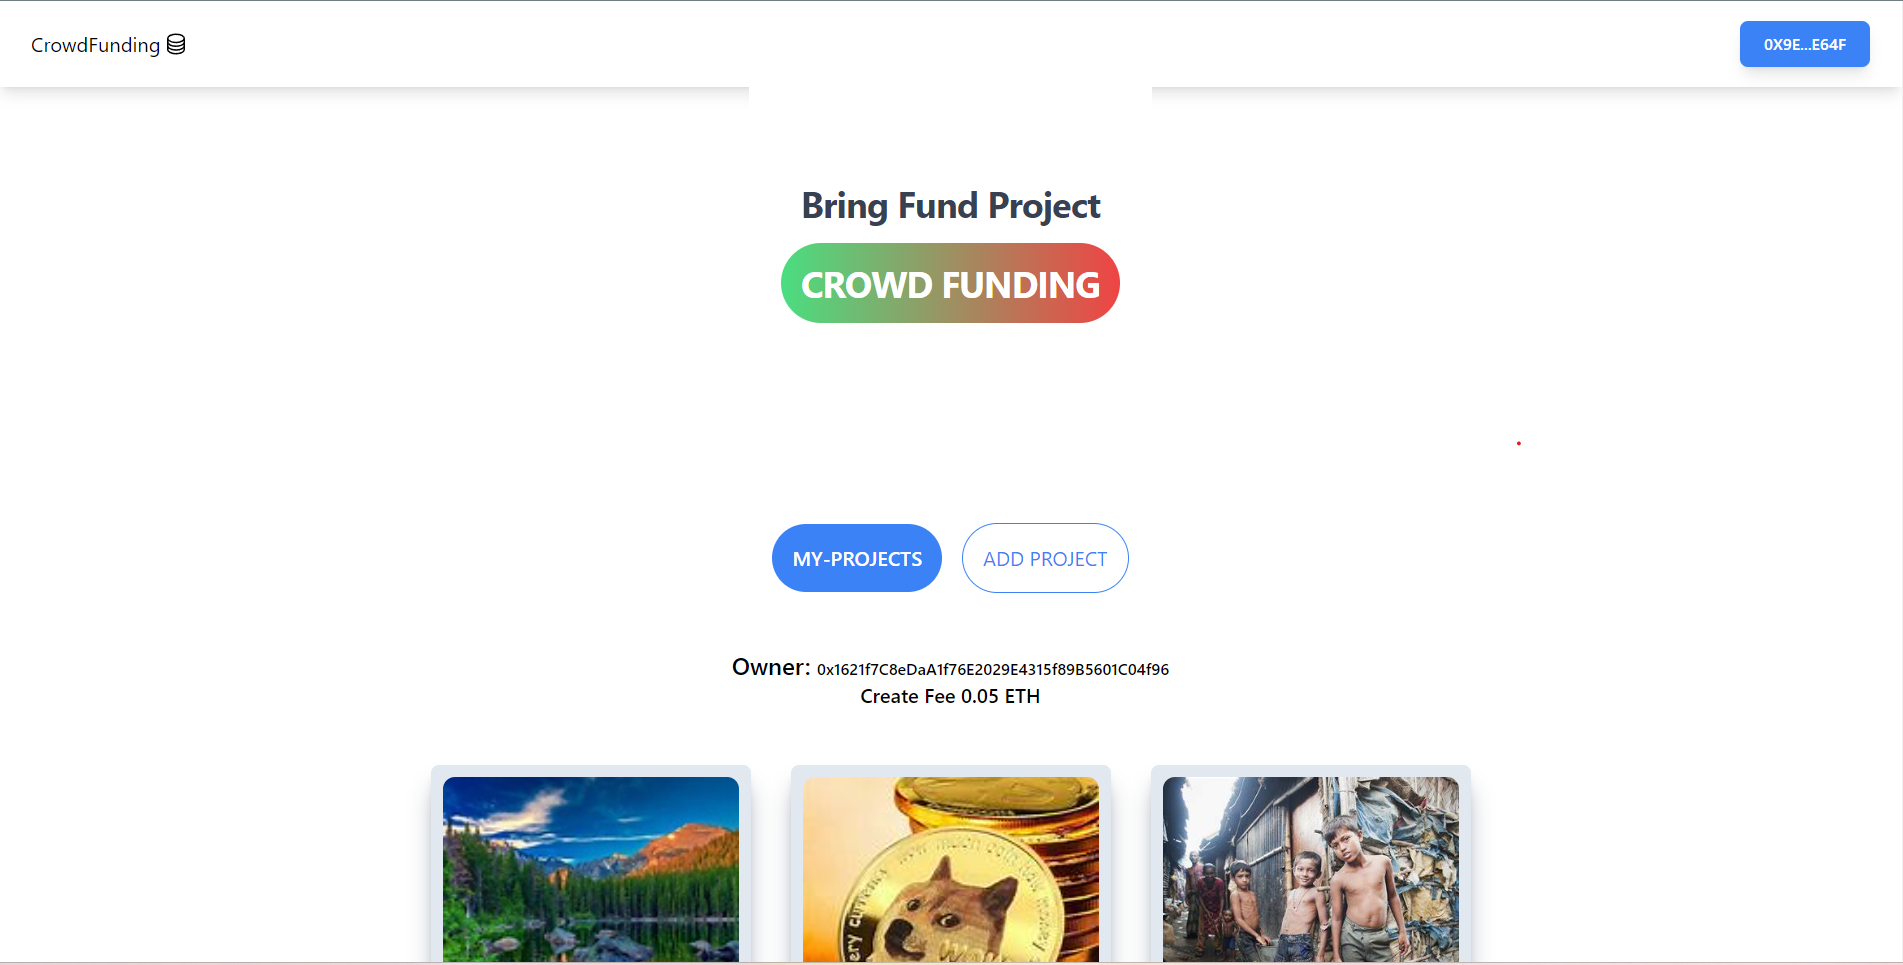 CrowdFunding
0X9E...E64F
Bring Fund Project
CROWD FUNDING
MY-PROJECTS
ADD PROJECT
Owner: 0x1621f7C8eDaA1f76E2029E4315f89B5601C04f96
Create Fee 0.05 ETH